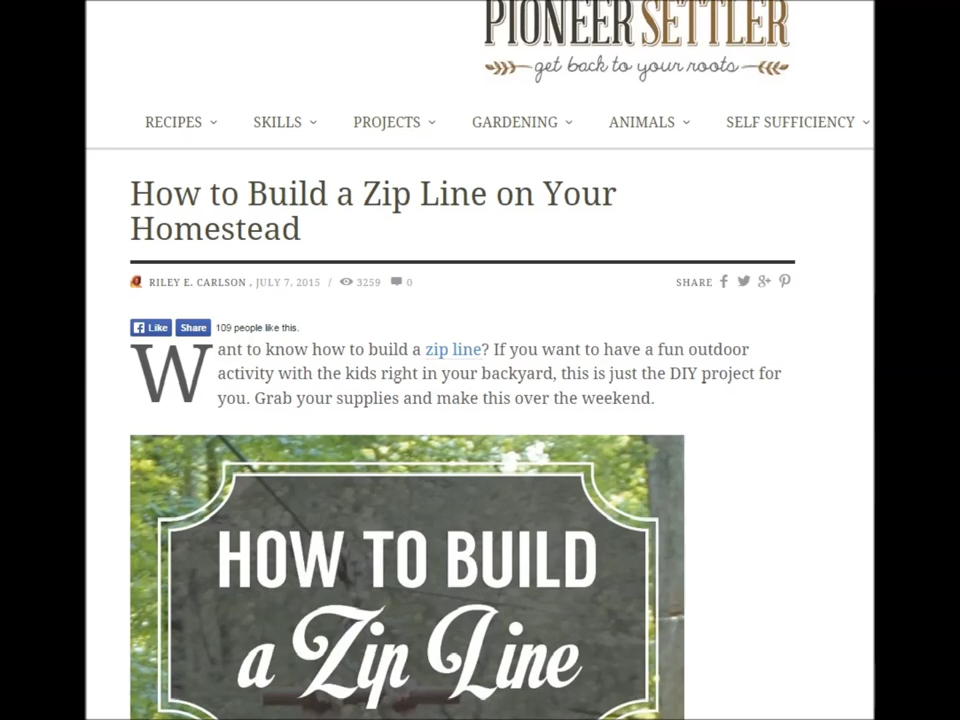 PIONEER SETTLER
get back to your roots
RECIPES SKILLS PROJECTS GARDENING ANIMALS SELF SUFFICIENCY
How to Build a Zip Line on Your
Homestead
RILEY E. CARLSON , JULY 7, 2015 / 3259 0 SHARE
Like Share 109 people like this.
Want to know how to build a zip line? If you want to have a fun outdoor
activity with the kids right in your backyard, this is just the DIY project for
you. Grab your supplies and make this over the weekend.
HOW TO BUILD
a Zip Line